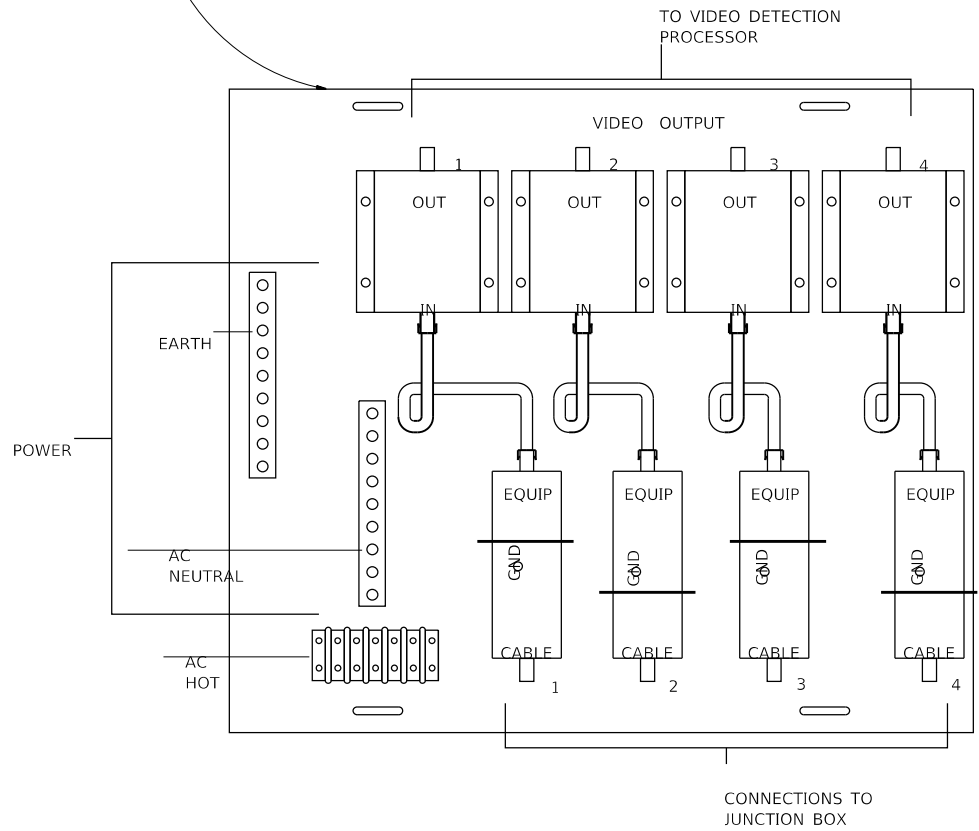 TO VIDEO DETECTION
PROCESSOR
VIDEO OUTPUT
1
2
3
4
OUT
OUT
OUT
OUT
IN
IN
IN
IN
EARTH
POWER
EQUIP
EQUIP
EQUIP
EQUIP
GND
GND
GND
GND
AC
NEUTRAL
CABLE
CABLE
CABLE
CABLE
AC
HOT
1
2
3
4
CONNECTIONS TO
JUNCTION BOX